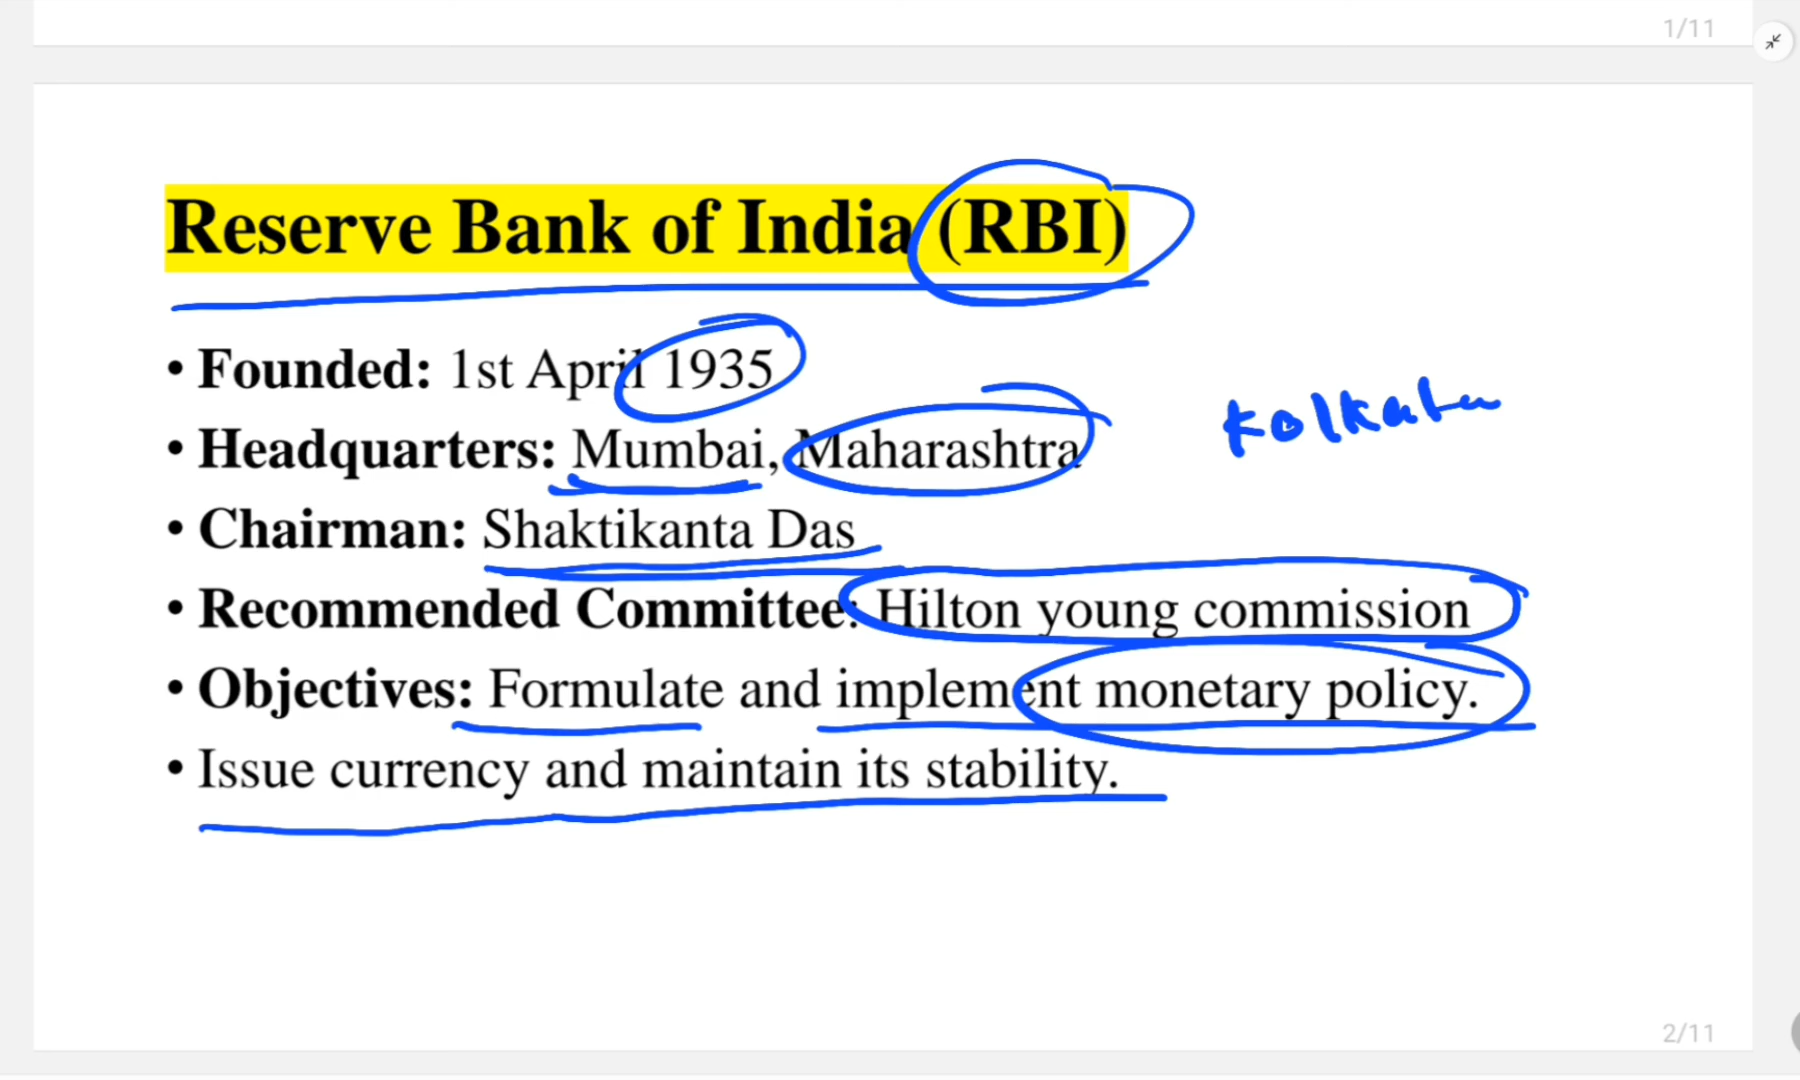 1/11
Reserve Bank of India (RBI)
• Founded: 1st April 1935
• Headquarters: Mumbai, Maharashtra
Kolkata
• Chairman: Shaktikanta Das
• Recommended Committee: Hilton young commission
• Objectives: Formulate and implement monetary policy.
• Issue currency and maintain its stability.
2/11